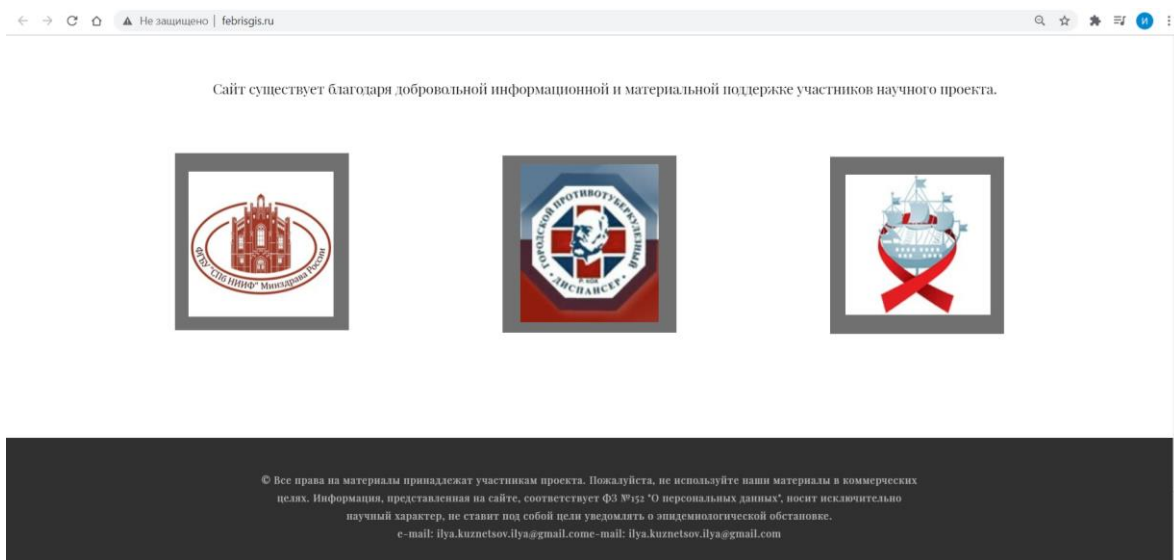 Не защищено | febrisgis.ru
И
Сайт существует благодаря добровольной информационной и материальной поддержке участников научного проекта.
ФГБУ "СПб НИИФ" Минздрава России
ГОРОДСКОЙ ПРОТИВОТУБЕРКУЛЕЗНЫЙ
Р. КОХ
• ДИСПАНСЕР •
© Все права на материалы принадлежат участникам проекта. Пожалуйста, не используйте наши материалы в коммерческих
целях. Информация, представленная на сайте, соответствует ФЗ №152 "О персональных данных", носит исключительно
научный характер, не ставит под собой цели уведомлять о эпидемиологической обстановке.
e-mail: ilya.kuznetsov.ilya@gmail.come-mail: ilya.kuznetsov.ilya@gmail.com